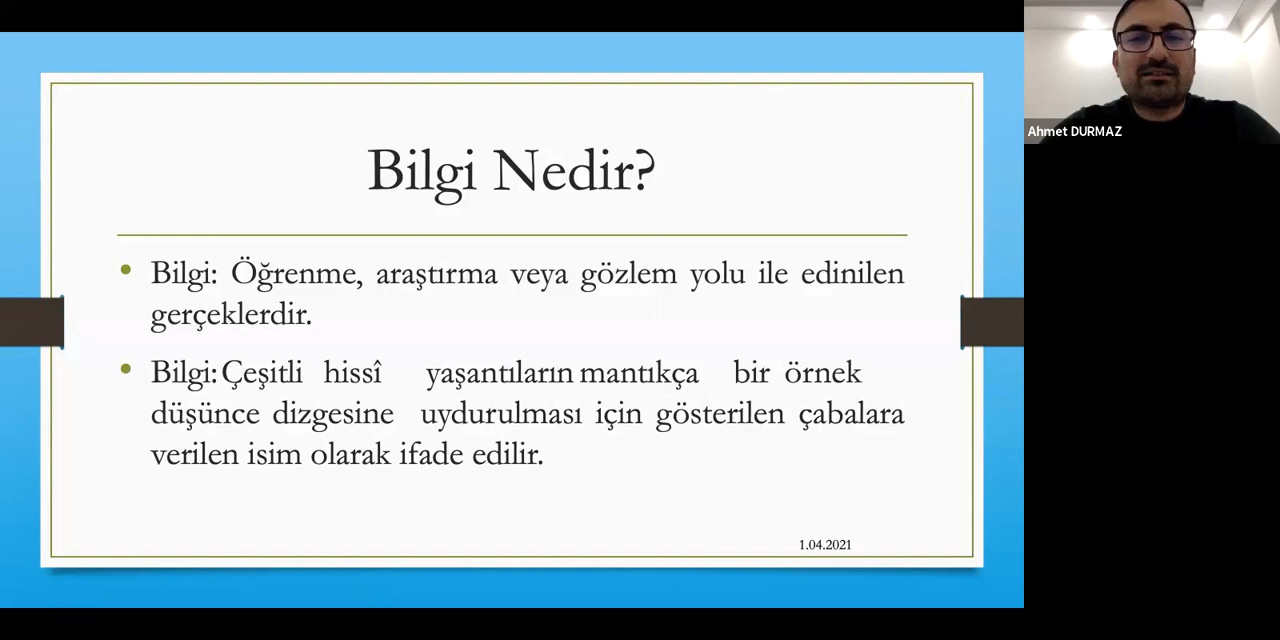 Bilgi Nedir?
• Bilgi: Öğrenme, araştırma veya gözlem yolu ile edinilen
gerçeklerdir.
• Bilgi: Çeşitli hissî yaşantıların mantıkça bir örnek
düşünce dizgesine uydurulması için gösterilen çabalara
verilen isim olarak ifade edilir.
1.04.2021
Ahmet DURMAZ